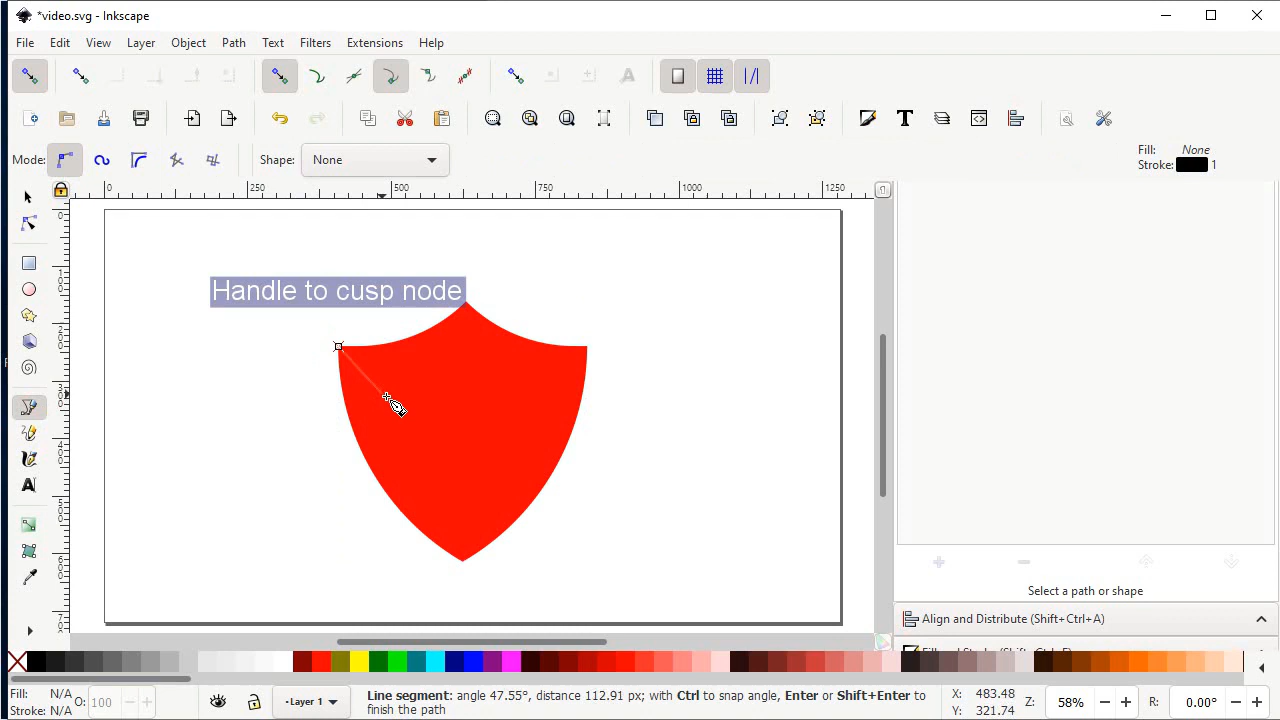 *video.svg - Inkscape
File Edit View Layer Object Path Text Filters Extensions Help
Mode: Shape: None
Fill: None
Stroke: 1
0 250 500 750 1000 1250
Handle to cusp node
Select a path or shape
Align and Distribute (Shift+Ctrl+A)
Fill: N/A
Stroke: N/A
O: 100
Layer 1
Line segment: angle 47.55°, distance 112.91 px; with Ctrl to snap angle, Enter or Shift+Enter to
finish the path
X: 483.48
Y: 321.74
Z: 58%
R: 0.00°